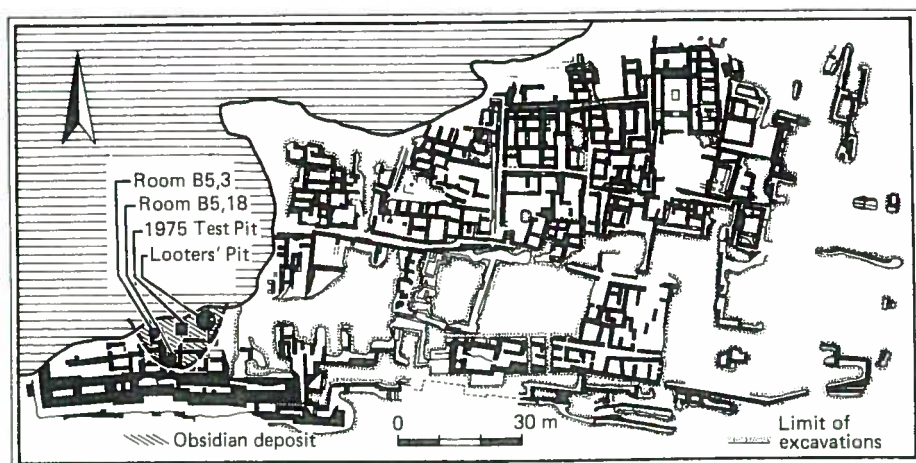 Room B5,3
Room B5,18
1975 Test Pit
Looters' Pit
Obsidian deposit
0 30 m
Limit of
excavations